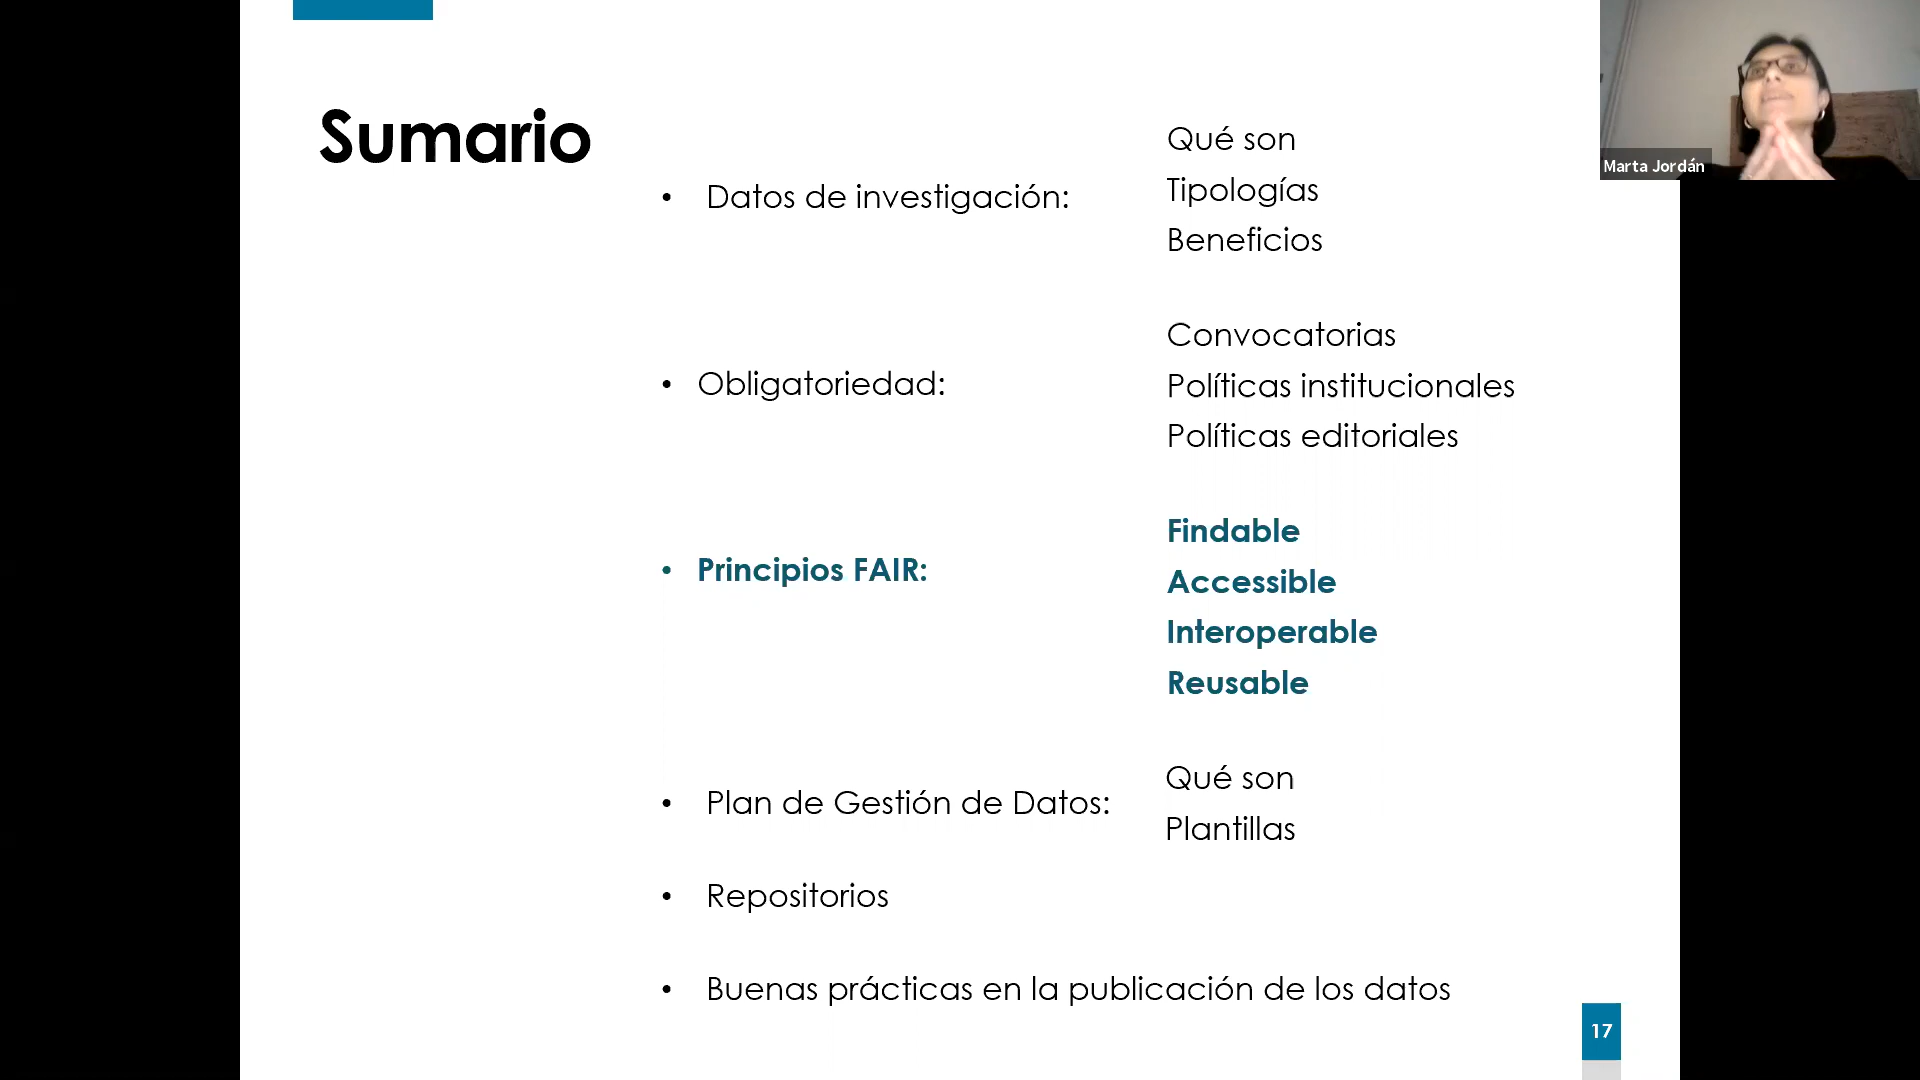 Sumario
• Datos de investigación:
Qué son
Tipologías
Beneficios
• Obligatoriedad:
Convocatorias
Políticas institucionales
Políticas editoriales
• Principios FAIR:
Findable
Accessible
Interoperable
Reusable
• Plan de Gestión de Datos:
Qué son
Plantillas
• Repositorios
• Buenas prácticas en la publicación de los datos
17
Marta Jordán